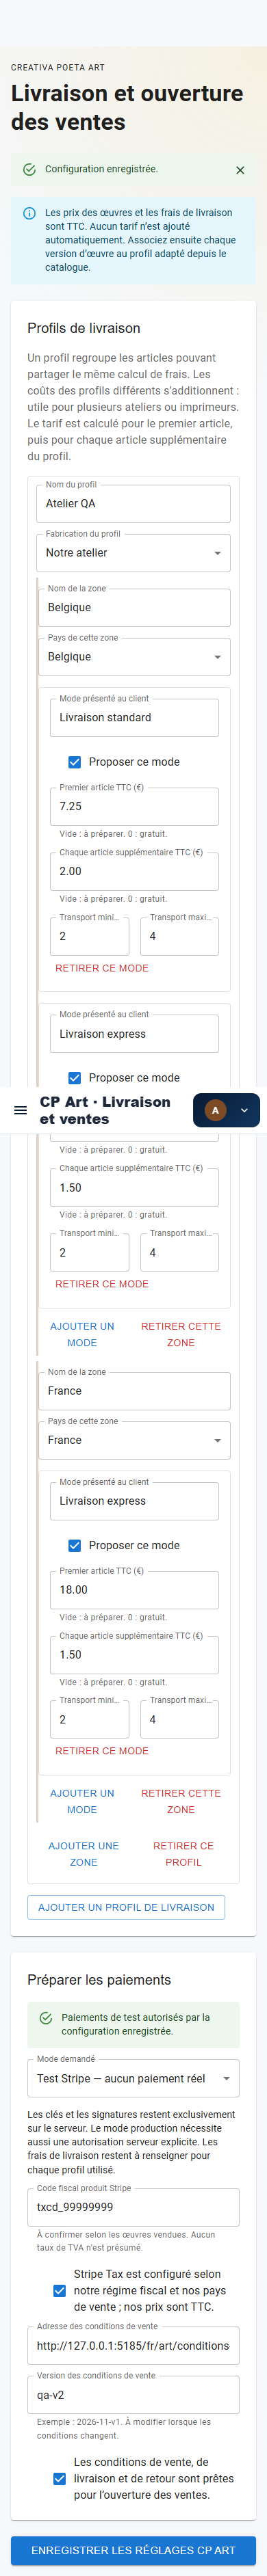 CREATIVA POETA ART
Livraison et ouverture
des ventes
Configuration enregistrée.
Les prix des œuvres et les frais de livraison
sont TTC. Aucun tarif n'est ajouté
automatiquement. Associez ensuite chaque
version d'œuvre au profil adapté depuis le
catalogue.
Profils de livraison
Un profil regroupe les articles pouvant
partager le même calcul de frais. Les
coûts des profils différents s'additionnent :
utile pour plusieurs ateliers ou imprimeurs.
Le tarif est calculé pour le premier article,
puis pour chaque article supplémentaire
du profil.
Nom du profil
Atelier QA
Fabrication du profil
Notre atelier
Nom de la zone
Belgique
Pays de cette zone
Belgique
Mode présenté au client
Livraison standard
Proposer ce mode
Premier article TTC (€)
7.25
Vide : à préparer. 0 : gratuit.
Chaque article supplémentaire TTC (€)
2.00
Vide : à préparer. 0 : gratuit.
Transport mini... Transport maxi...
2 4
RETIRER CE MODE
Mode présenté au client
Livraison express
Proposer ce mode
CP Art · Livraison
et ventes
A
Vide : à préparer. 0 : gratuit.
Chaque article supplémentaire TTC (€)
1.50
Vide : à préparer. 0 : gratuit.
Transport mini... Transport maxi...
2 4
RETIRER CE MODE
AJOUTER UN RETIRER CETTE
MODE ZONE
Nom de la zone
France
Pays de cette zone
France
Mode présenté au client
Livraison express
Proposer ce mode
Premier article TTC (€)
18.00
Vide : à préparer. 0 : gratuit.
Chaque article supplémentaire TTC (€)
1.50
Vide : à préparer. 0 : gratuit.
Transport mini... Transport maxi...
2 4
RETIRER CE MODE
AJOUTER UN RETIRER CETTE
MODE ZONE
AJOUTER UNE RETIRER CE
ZONE PROFIL
AJOUTER UN PROFIL DE LIVRAISON
Préparer les paiements
Paiements de test autorisés par la
configuration enregistrée.
Mode demandé
Test Stripe — aucun paiement réel
Les clés et les signatures restent exclusivement
sur le serveur. Le mode production nécessite
aussi une autorisation serveur explicite. Les
frais de livraison restent à renseigner pour
chaque profil utilisé.
Code fiscal produit Stripe
txcd_99999999
À confirmer selon les œuvres vendues. Aucun
taux de TVA n'est présumé.
Stripe Tax est configuré selon
notre régime fiscal et nos pays
de vente ; nos prix sont TTC.
Adresse des conditions de vente
http://127.0.0.1:5185/fr/art/conditions
Version des conditions de vente
qa-v2
Exemple : 2026-11-v1. À modifier lorsque les
conditions changent.
Les conditions de vente, de
livraison et de retour sont prêtes
pour l'ouverture des ventes.
ENREGISTRER LES RÉGLAGES CP ART